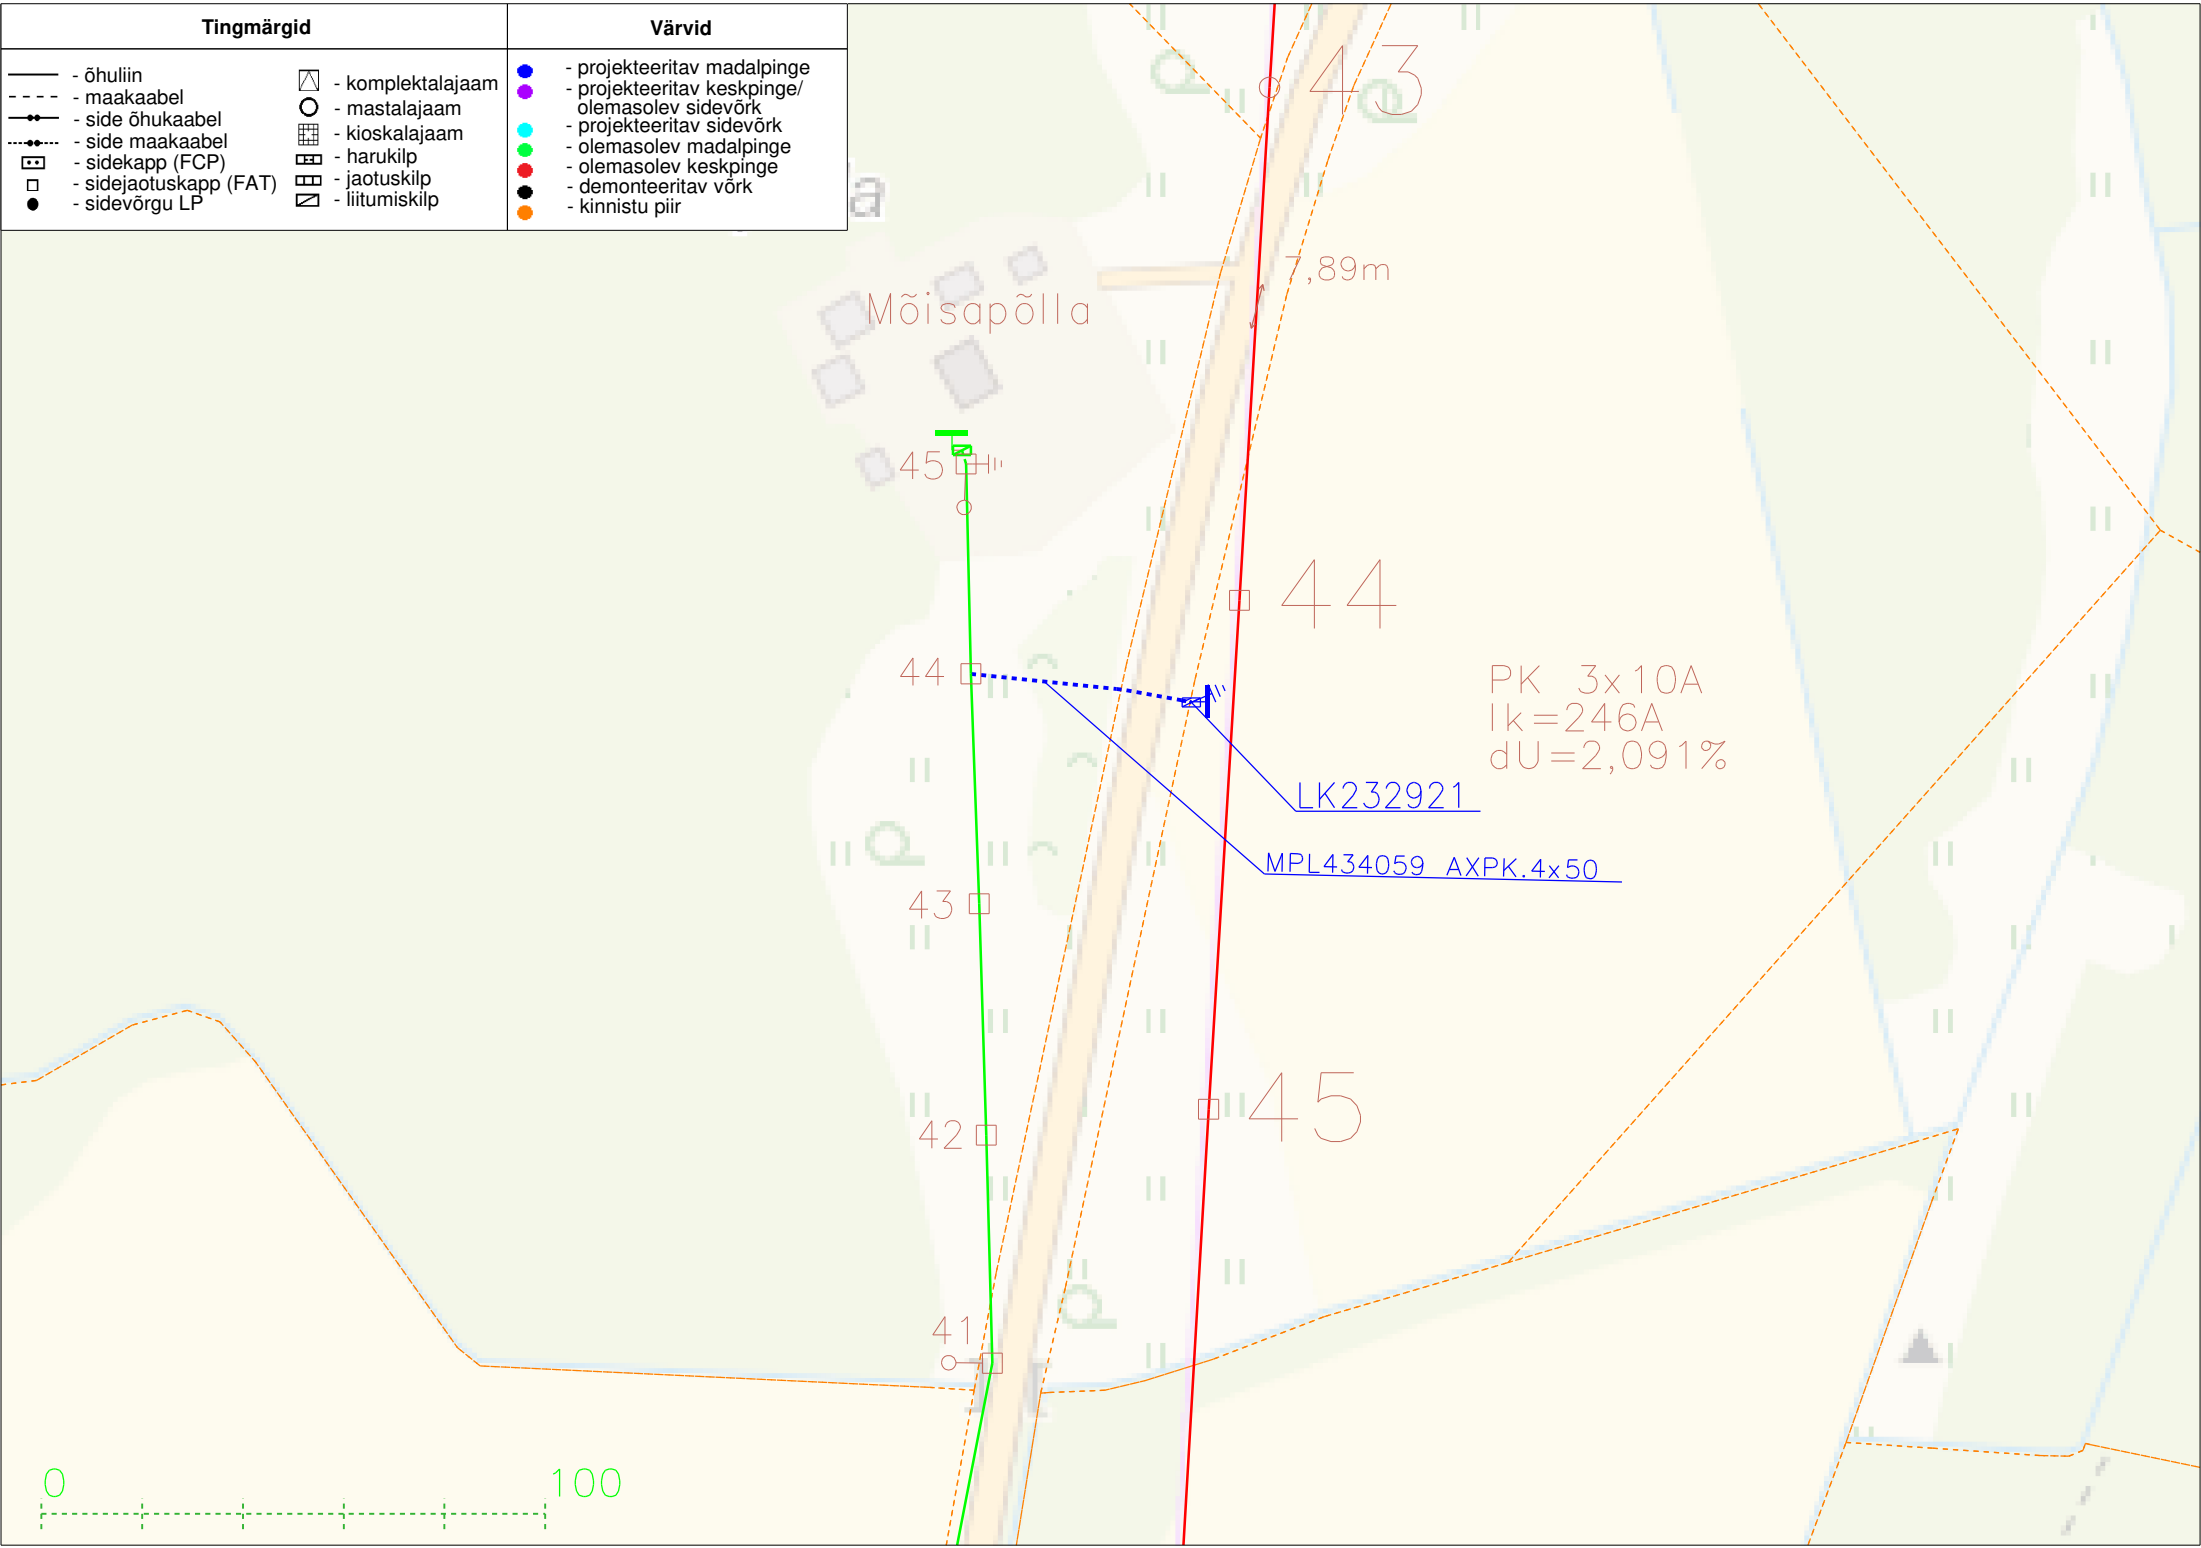 Tingmärgid
Värvid
- õhuliin
- maakaabel
- side õhukaabel
- side maakaabel
- sidekapp (FCP)
- sidejaotuskapp (FAT)
- sidevõrgu LP
- komplektalajaam
- mastalajaam
- kioskalajaam
- harukilp
- jaotuskilp
- liitumiskilp
- projekteeritav madalpinge
- projekteeritav keskpinge/
olemasolev sidevõrk
- projekteeritav sidevõrk
- olemasolev madalpinge
- olemasolev keskpinge
- demonteeritav võrk
- kinnistu piir
43
7,89m
Mõisapõlla
45
44
44
PK 3x10A
Ik=246A
dU=2,091%
LK232921
MPL434059 AXPK.4x50
43
45
42
41
0
100